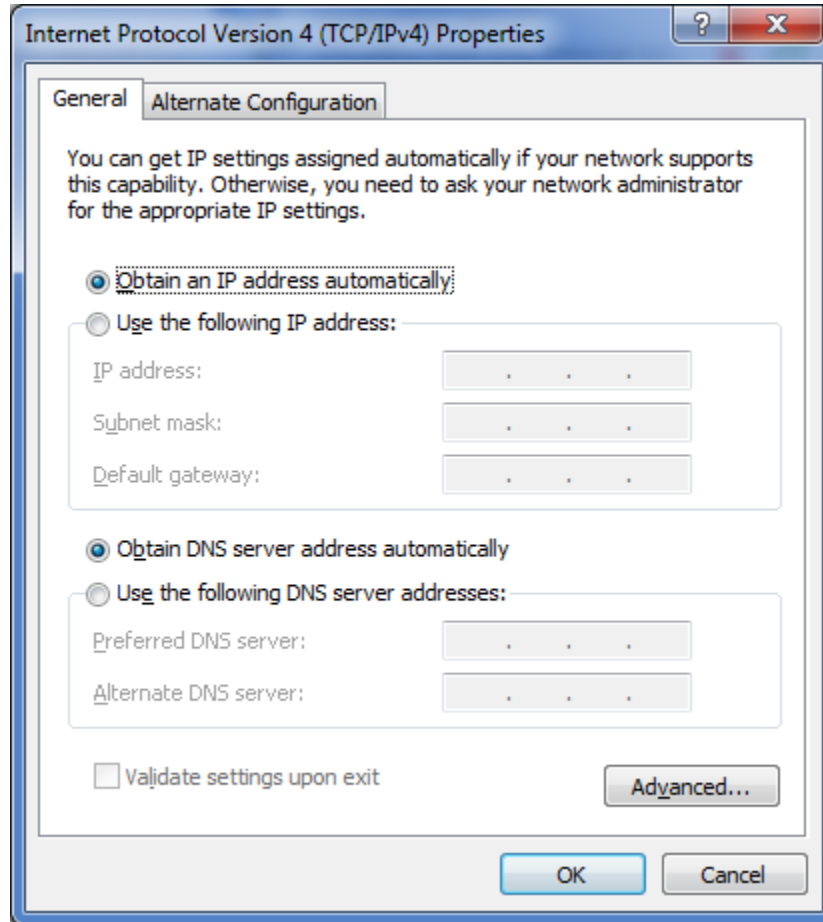 Internet Protocol Version 4 (TCP/IPv4) Properties
General
Alternate Configuration
You can get IP settings assigned automatically if your network supports
this capability. Otherwise, you need to ask your network administrator
for the appropriate IP settings.
Obtain an IP address automatically
Use the following IP address:
IP address:
Subnet mask:
Default gateway:
Obtain DNS server address automatically
Use the following DNS server addresses:
Preferred DNS server:
Alternate DNS server:
Validate settings upon exit
Advanced...
OK
Cancel